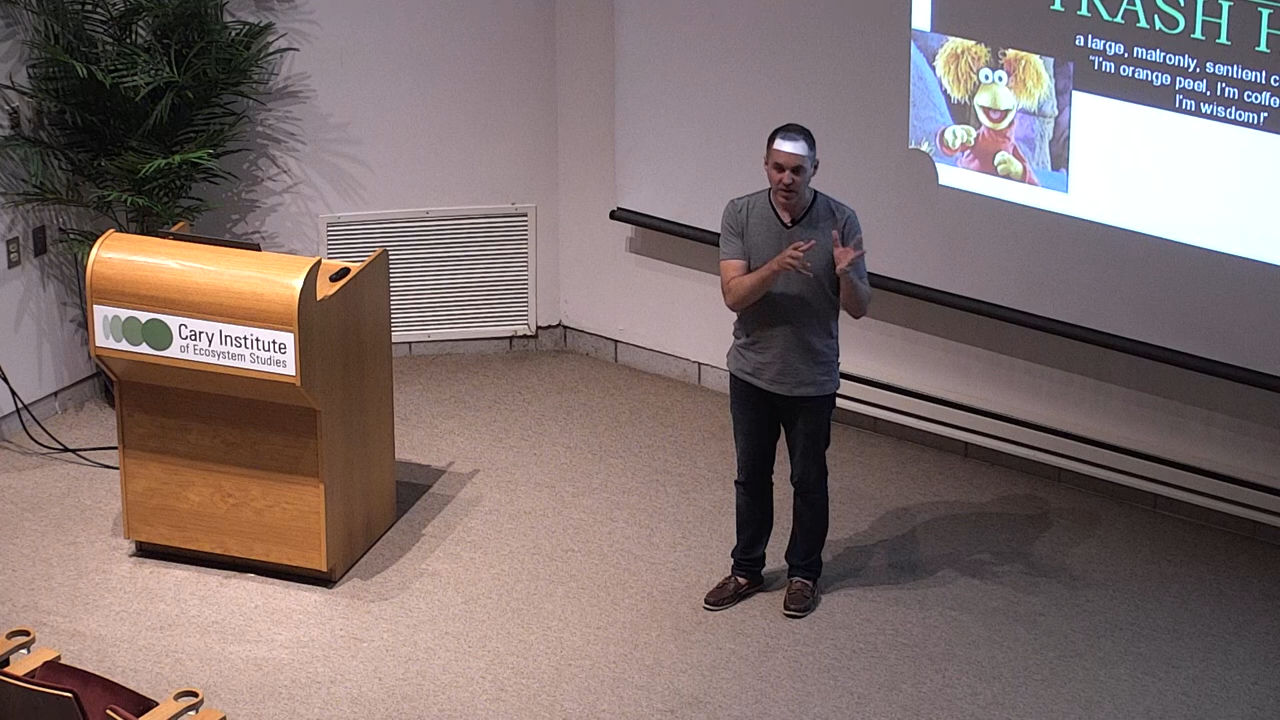 TRASH H
a large, matronly, sentient c
"I'm orange peel, I'm coffe
I'm wisdom!"
Cary Institute
of Ecosystem Studies